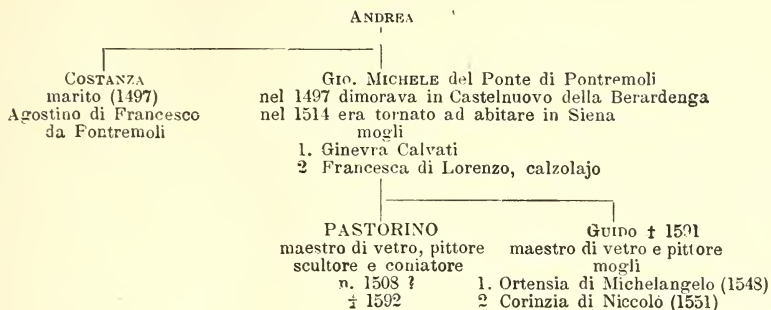 ANDREA
COSTANZA
marito (1497)
Agostino di Francesco
da Pontremoli
GIO. MICHELE del Ponte di Pontremoli
nel 1497 dimorava in Castelnuovo della Berardenga
nel 1514 era tornato ad abitare in Siena
mogli
1. Ginevra Calvati
2 Francesca di Lorenzo, calzolajo
PASTORINO
maestro di vetro, pittore
scultore e coniatore
n. 1508 ?
‡ 1592
GUIDO † 1591
maestro di vetro e pittore
mogli
1. Ortensia di Michelangelo (1548)
2 Corinzia di Niccolò (1551)